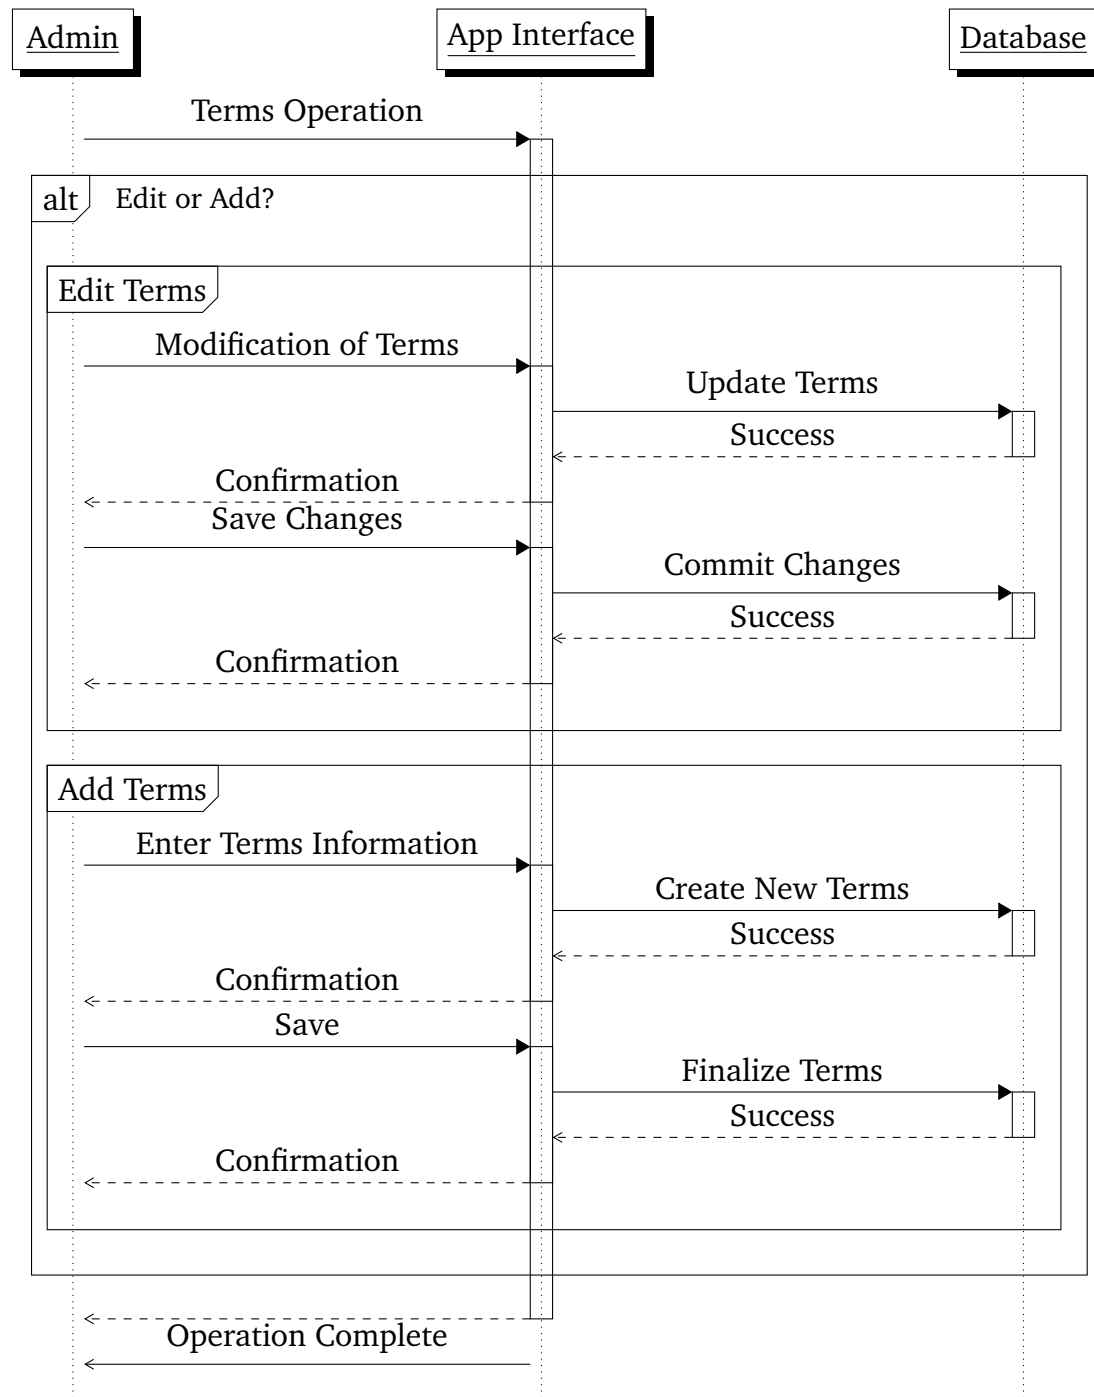 Admin
App Interface
Database
Terms Operation
alt
Edit or Add?
Edit Terms
Modification of Terms
Update Terms
Success
Confirmation
Save Changes
Commit Changes
Success
Confirmation
Add Terms
Enter Terms Information
Create New Terms
Success
Confirmation
Save
Finalize Terms
Success
Confirmation
Operation Complete